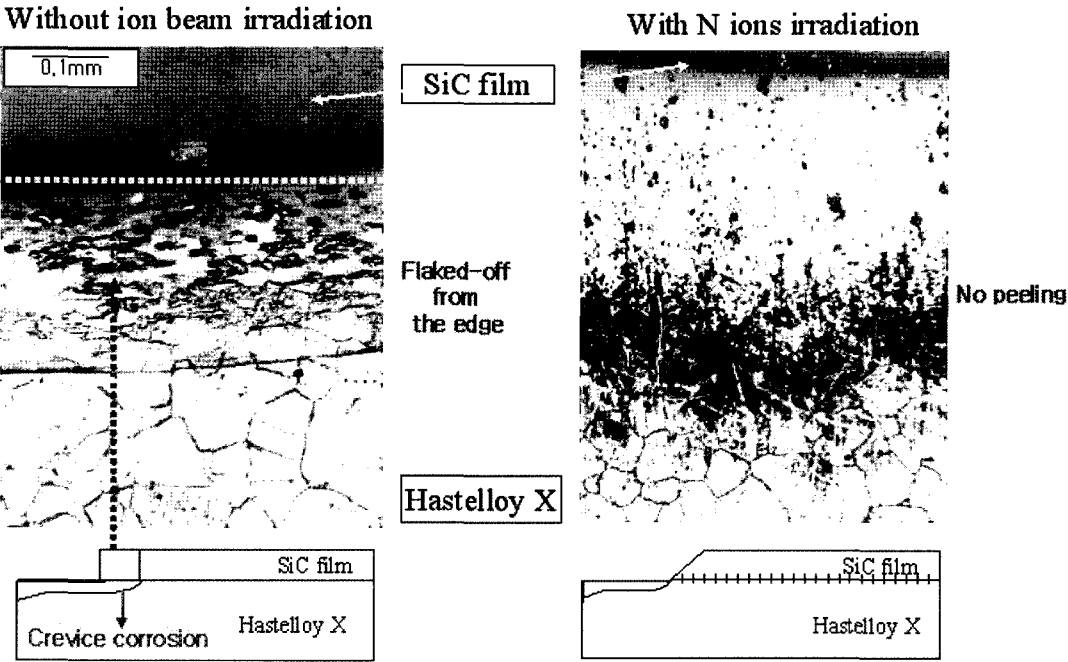 Without ion beam irradiation
With N ions irradiation
0.1mm
SiC film
Flaked-off
from
the edge
No peeling
Hastelloy X
SiC film
Crevice corrosion
Hastelloy X
SiC film
Hastelloy X